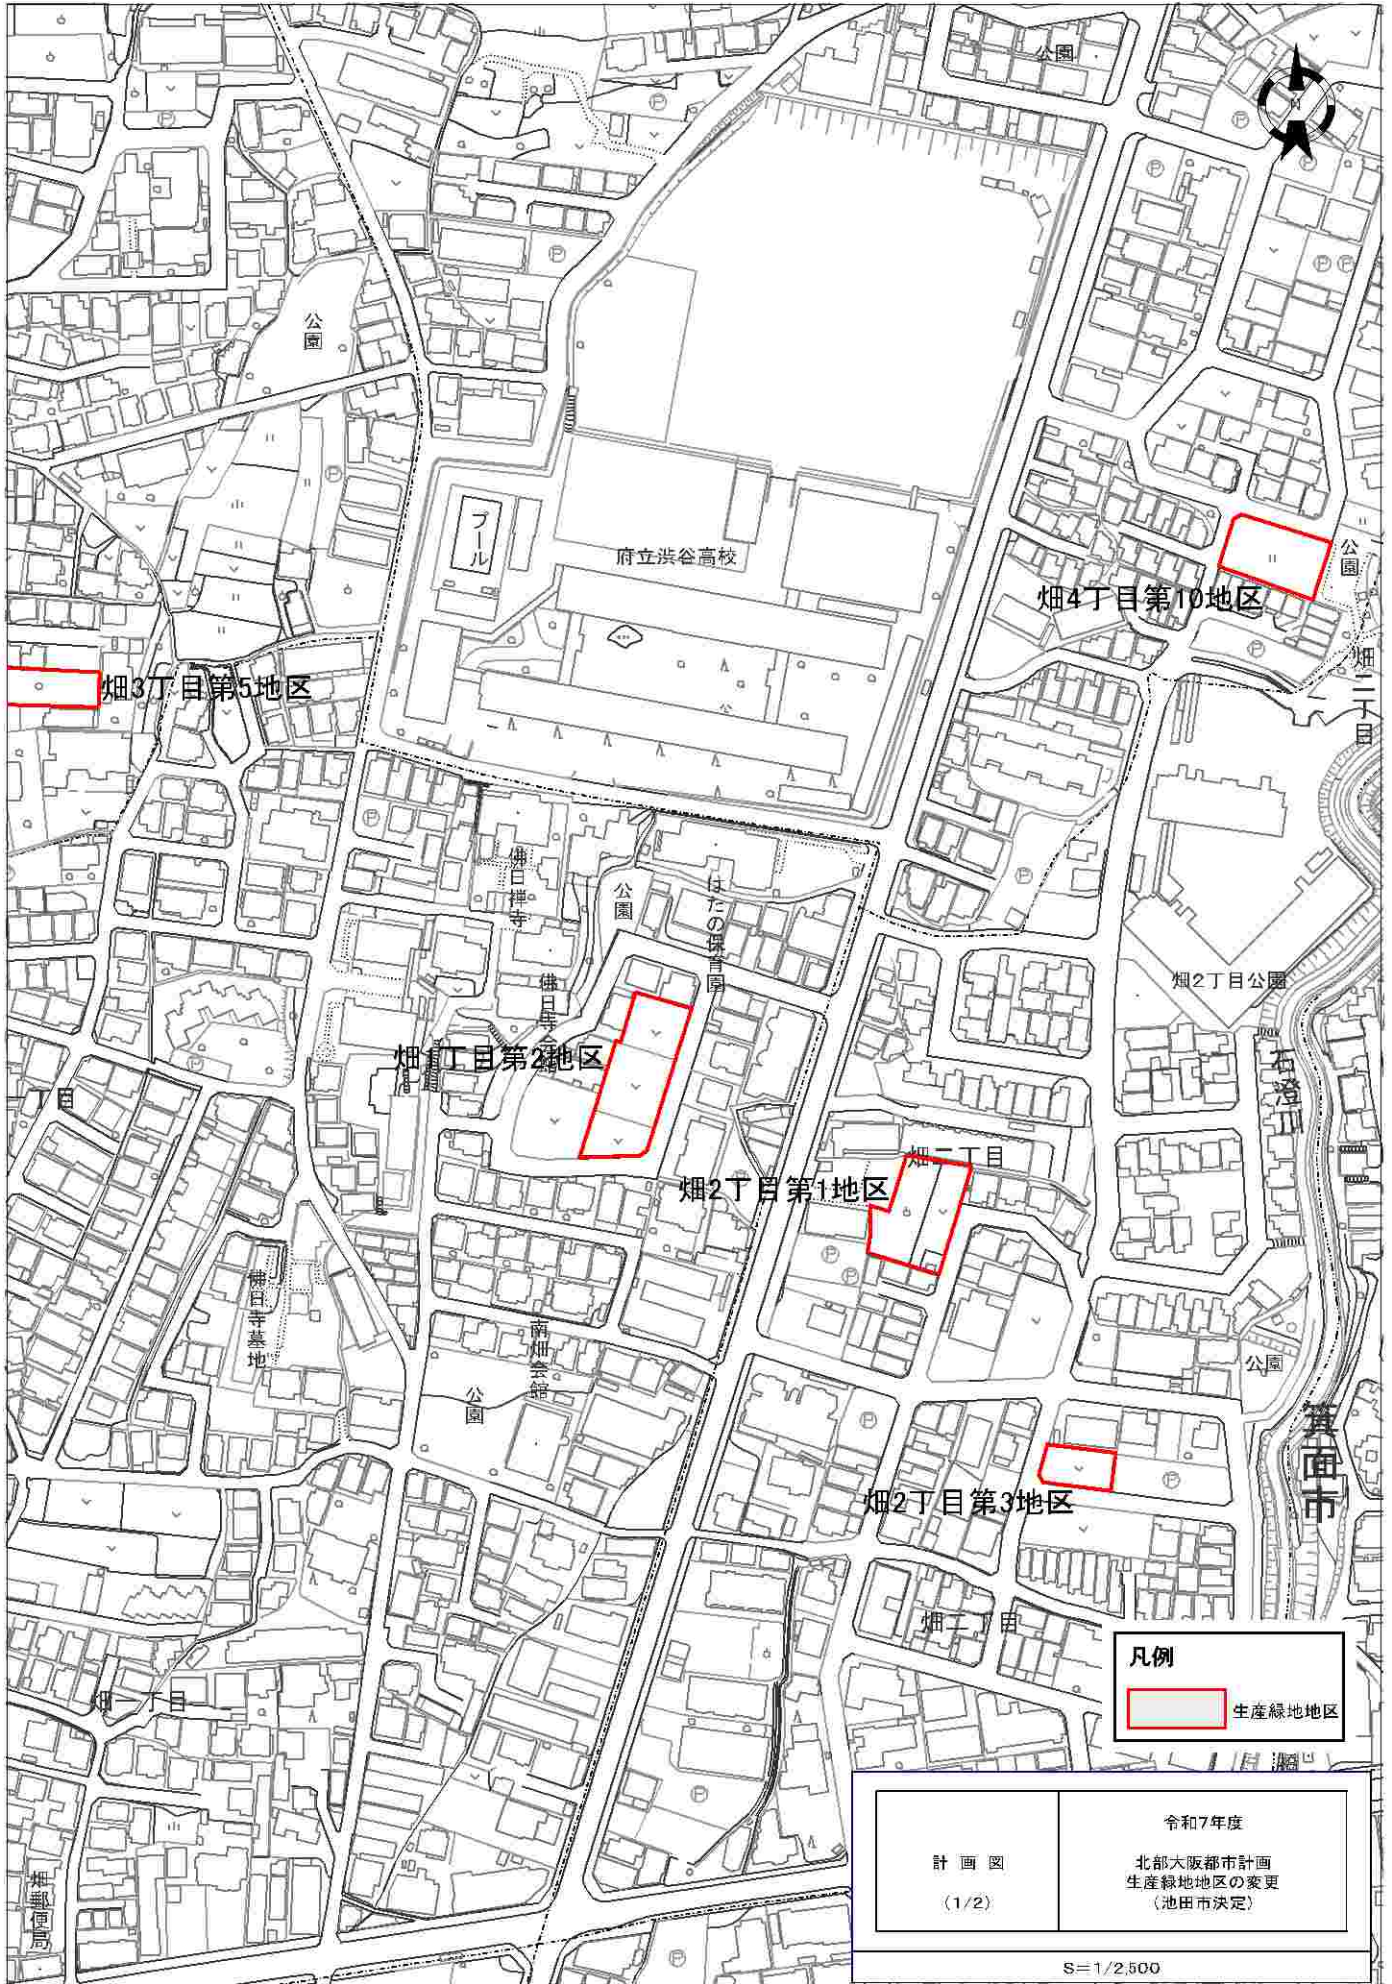 公園
N
公園
プール
府立渋谷高校
公園
畑4丁目第10地区
畑二丁目
畑3丁目第5地区
佛日禅寺
公園
はたの保育園
畑2丁目公園
畑1丁目第2地区
石澄川
丁目
畑二丁目
畑2丁目第1地区
佛日寺墓地
南畑会館
公園
公園
箕面市
畑2丁目第3地区
畑二丁目
凡例
生産緑地地区
畑郵便局
計画図
(1/2)
令和7年度
北部大阪都市計画
生産緑地地区の変更
(池田市決定)
S=1/2,500